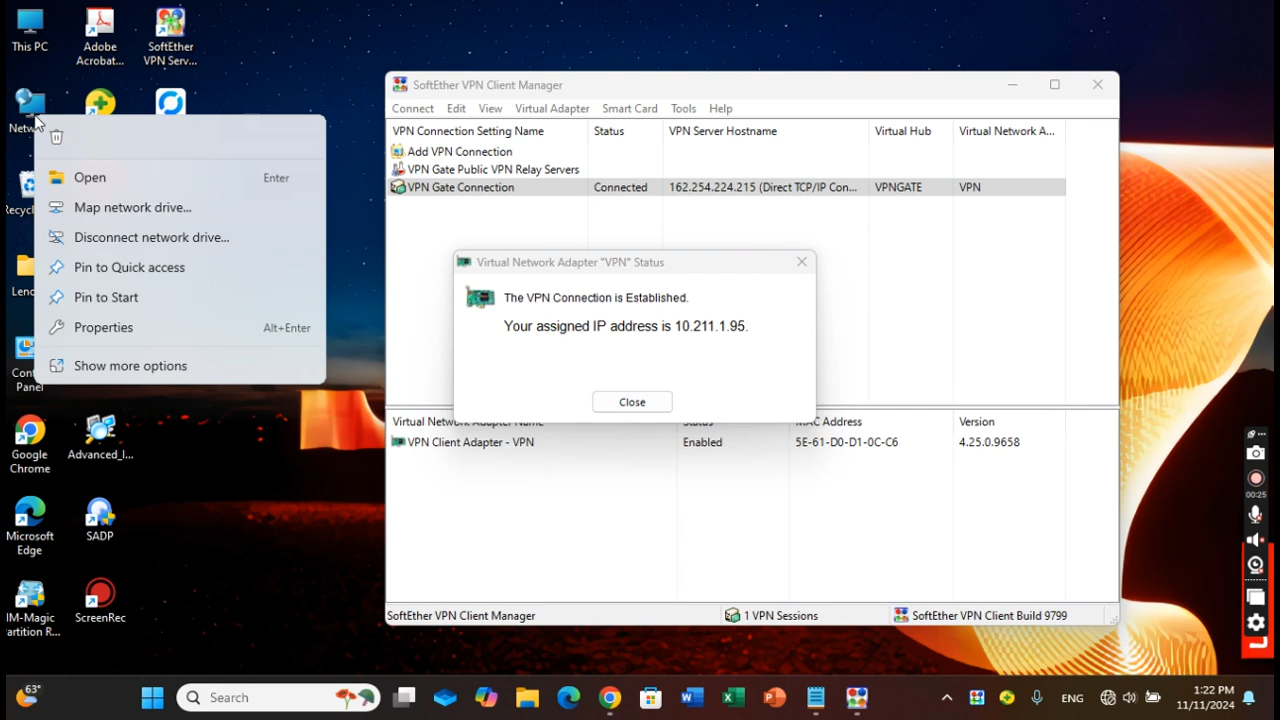 This PC
Adobe
Acrobat...
SoftEther
VPN Serv...
Netw
Open
Enter
Map network drive...
Disconnect network drive...
Pin to Quick access
Pin to Start
Properties
Alt+Enter
Show more options
Recycl
Leno
Cont
Panel
Google
Chrome
Advanced_I...
Microsoft
Edge
SADP
IM-Magic
artition R...
ScreenRec
SoftEther VPN Client Manager
Connect Edit View Virtual Adapter Smart Card Tools Help
VPN Connection Setting Name Status VPN Server Hostname Virtual Hub Virtual Network A...
Add VPN Connection
VPN Gate Public VPN Relay Servers
VPN Gate Connection Connected 162.254.224.215 (Direct TCP/IP Con... VPNGATE VPN
Virtual Network Adapter "VPN" Status
The VPN Connection is Established.
Your assigned IP address is 10.211.1.95.
Close
Virtual Network Adapter Name Status MAC Address Version
VPN Client Adapter - VPN Enabled 5E-61-D0-D1-0C-C6 4.25.0.9658
SoftEther VPN Client Manager 1 VPN Sessions SoftEther VPN Client Build 9799
00:25
63°
Search
ENG
1:22 PM
11/11/2024